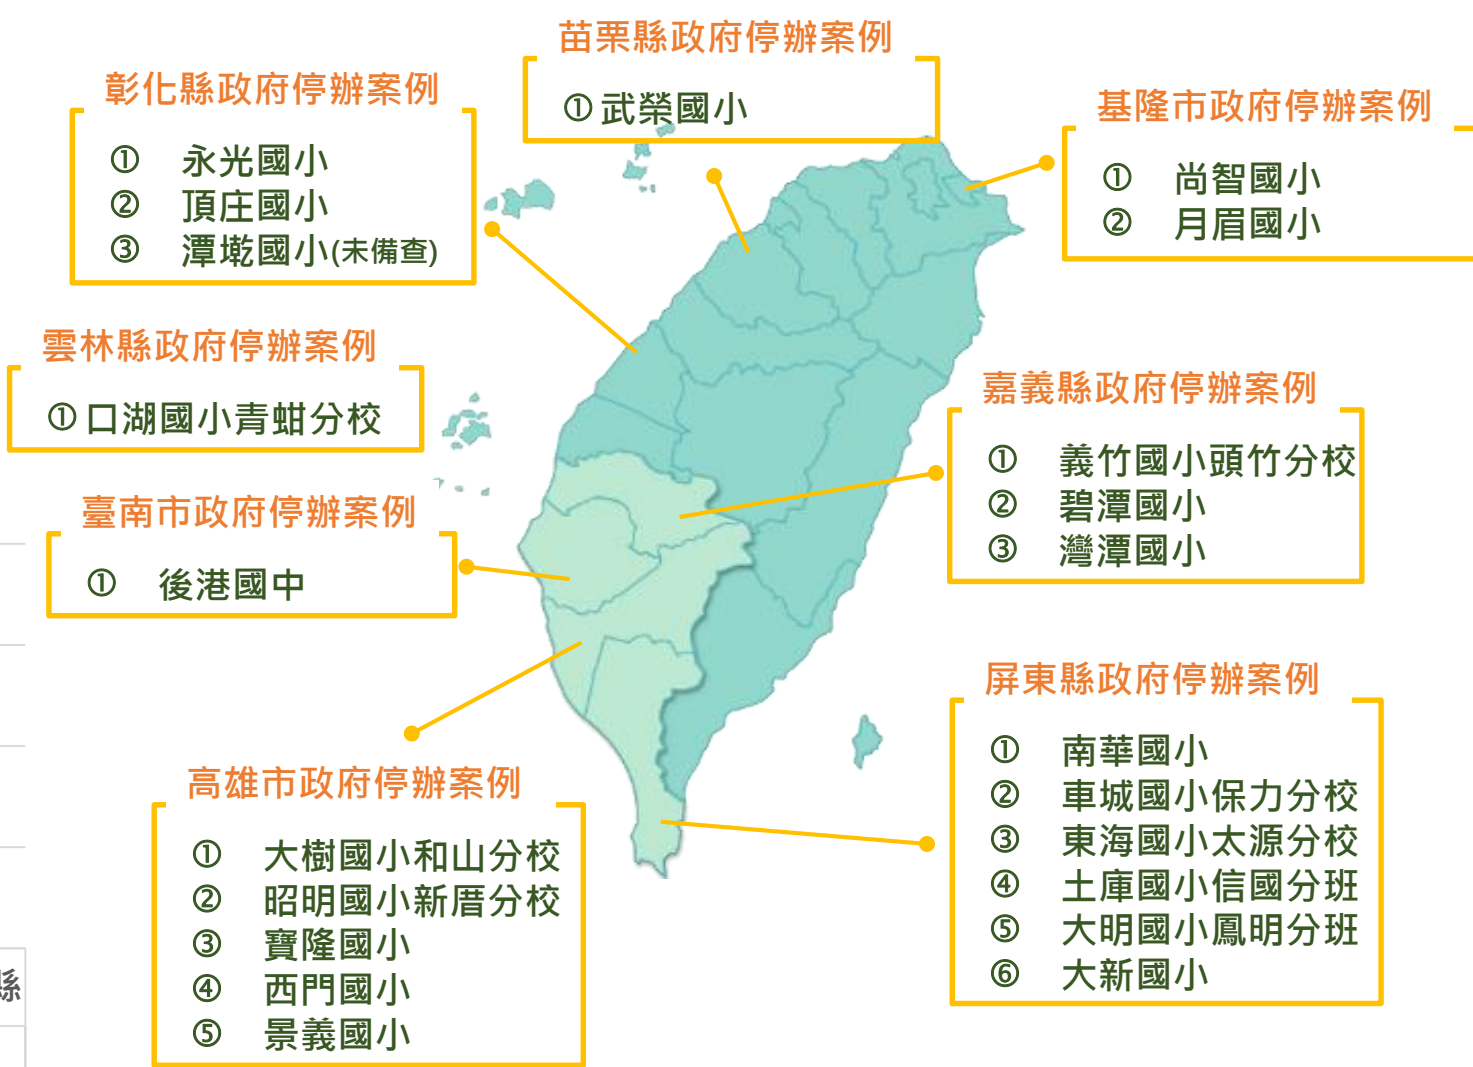 苗栗縣政府停辦案例
① 武榮國小
彰化縣政府停辦案例
① 永光國小
② 頂庄國小
③ 潭墘國小(未備查)
基隆市政府停辦案例
① 尚智國小
② 月眉國小
雲林縣政府停辦案例
① 口湖國小青蚶分校
嘉義縣政府停辦案例
① 義竹國小頭竹分校
② 碧潭國小
③ 灣潭國小
臺南市政府停辦案例
① 後港國中
屏東縣政府停辦案例
① 南華國小
② 車城國小保力分校
③ 東海國小太源分校
④ 土庫國小信國分班
⑤ 大明國小鳳明分班
⑥ 大新國小
高雄市政府停辦案例
① 大樹國小和山分校
② 昭明國小新厝分校
③ 寶隆國小
④ 西門國小
⑤ 景義國小
縣